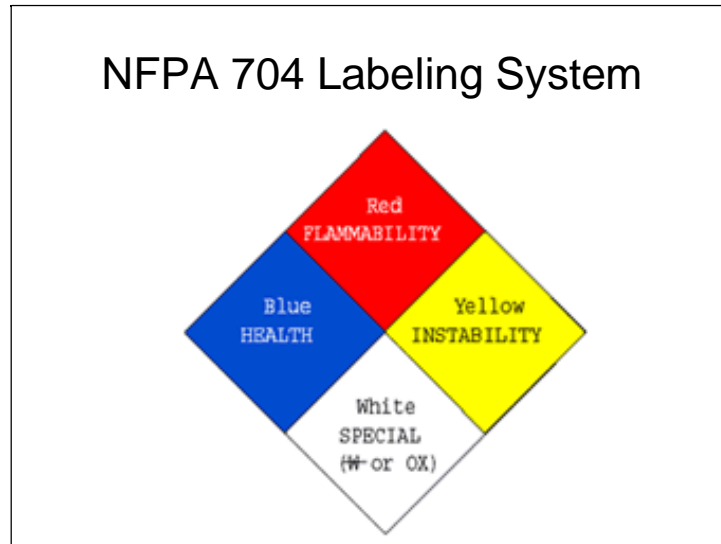 NFPA 704 Labeling System
Red
FLAMMABILITY
Blue
HEALTH
Yellow
INSTABILITY
White
SPECIAL
(W̶ or OX)